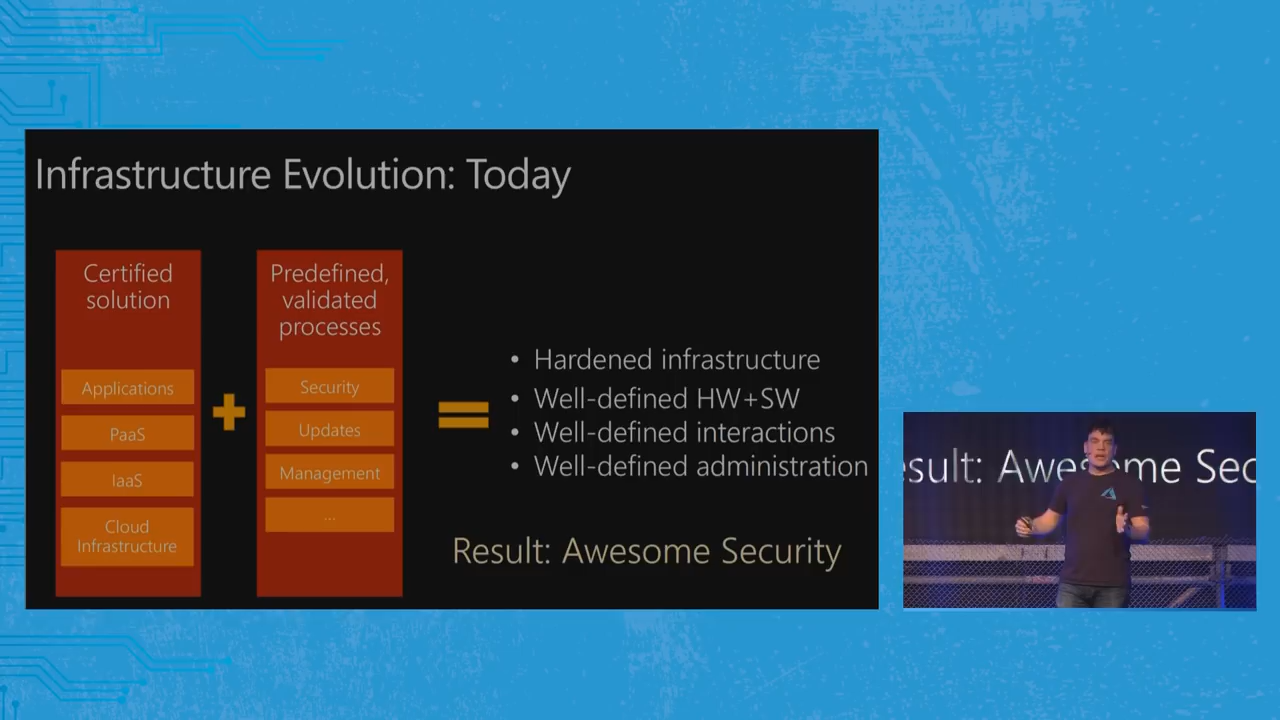 Infrastructure Evolution: Today
Certified
solution
Applications
PaaS
IaaS
Cloud
Infrastructure
Predefined,
validated
processes
Security
Updates
Management
...
• Hardened infrastructure
• Well-defined HW+SW
• Well-defined interactions
• Well-defined administration
Result: Awesome Security
esult: Awesome Sec